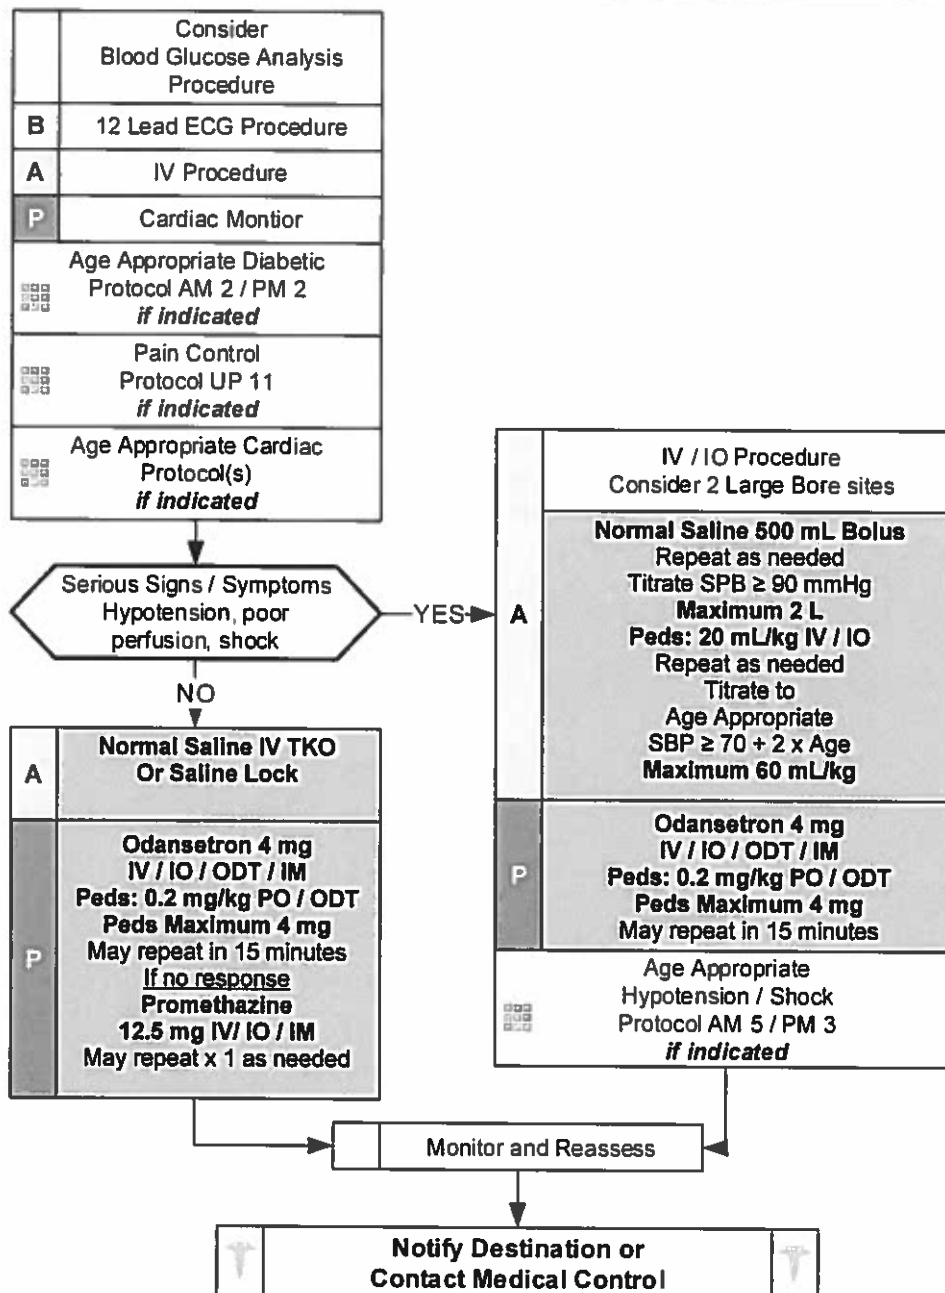 Consider
Blood Glucose Analysis
Procedure
B
12 Lead ECG Procedure
A
IV Procedure
P
Cardiac Montior
Age Appropriate Diabetic
Protocol AM 2 / PM 2
if indicated
Pain Control
Protocol UP 11
if indicated
Age Appropriate Cardiac
Protocol(s)
if indicated
Serious Signs / Symptoms
Hypotension, poor
perfusion, shock
YES
NO
A
Normal Saline IV TKO
Or Saline Lock
P
Odansetron 4 mg
IV / IO / ODT / IM
Peds: 0.2 mg/kg PO / ODT
Peds Maximum 4 mg
May repeat in 15 minutes
If no response
Promethazine
12.5 mg IV/ IO / IM
May repeat x 1 as needed
A
IV / IO Procedure
Consider 2 Large Bore sites
Normal Saline 500 mL Bolus
Repeat as needed
Titrate SPB ≥ 90 mmHg
Maximum 2 L
Peds: 20 mL/kg IV / IO
Repeat as needed
Titrate to
Age Appropriate
SBP ≥ 70 + 2 x Age
Maximum 60 mL/kg
P
Odansetron 4 mg
IV / IO / ODT / IM
Peds: 0.2 mg/kg PO / ODT
Peds Maximum 4 mg
May repeat in 15 minutes
Age Appropriate
Hypotension / Shock
Protocol AM 5 / PM 3
if indicated
Monitor and Reassess
Notify Destination or
Contact Medical Control